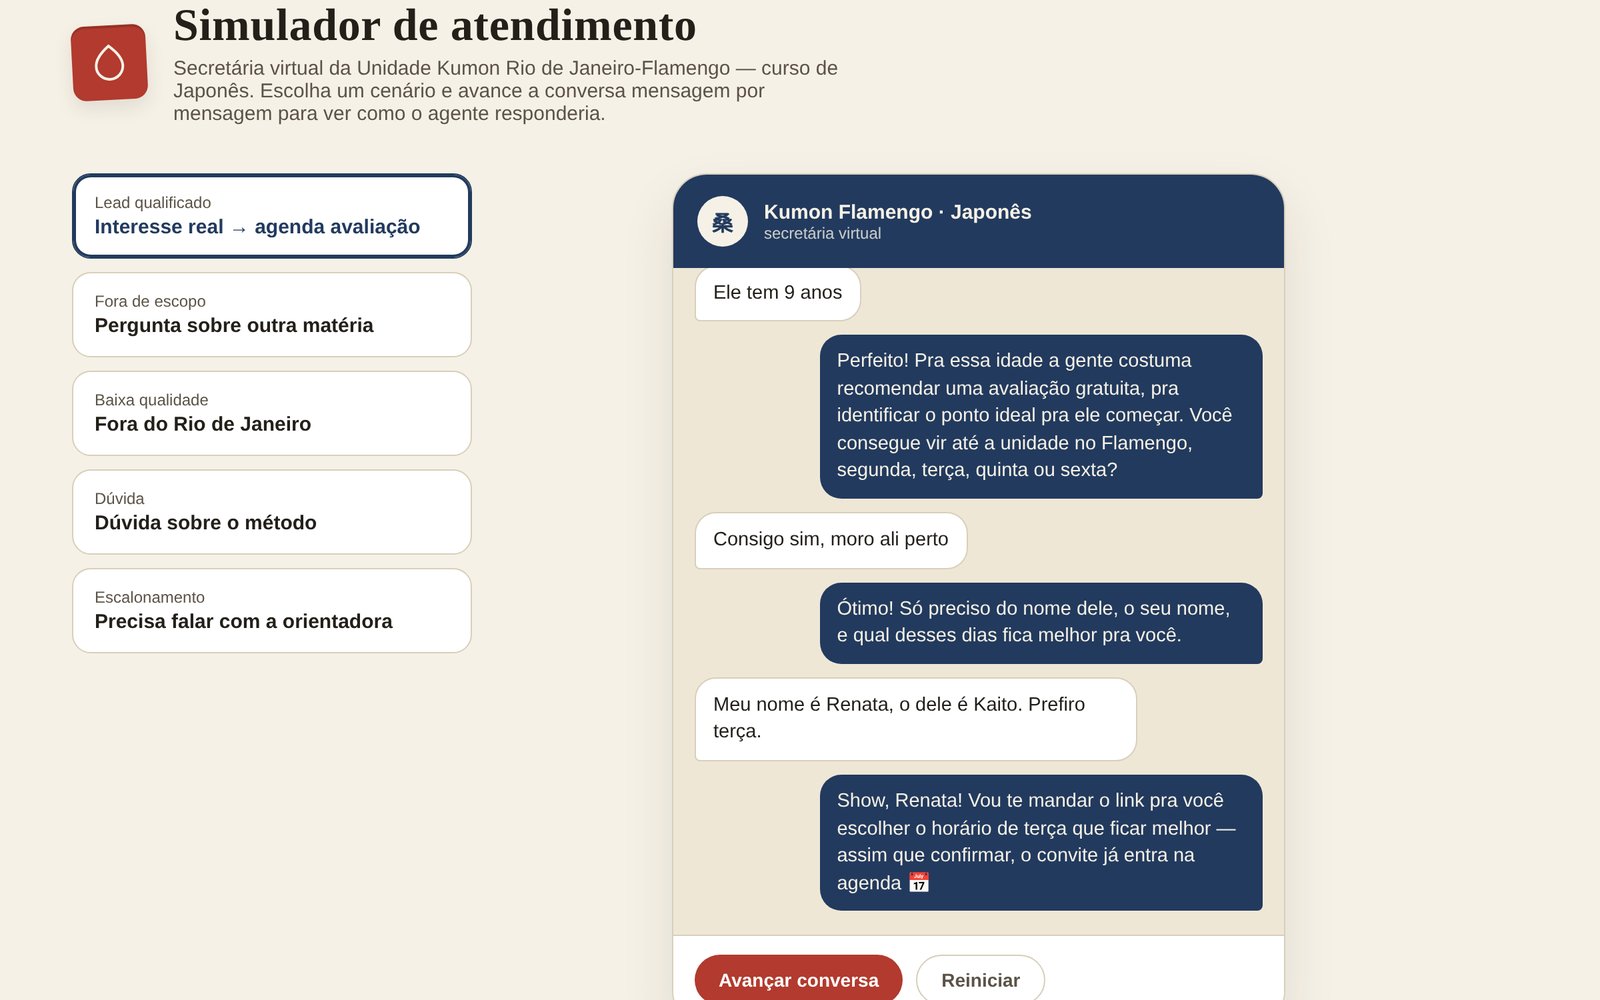 Simulador de atendimento
Secretária virtual da Unidade Kumon Rio de Janeiro-Flamengo — curso de
Japonês. Escolha um cenário e avance a conversa mensagem por
mensagem para ver como o agente responderia.
Lead qualificado
Interesse real → agenda avaliação
Fora de escopo
Pergunta sobre outra matéria
Baixa qualidade
Fora do Rio de Janeiro
Dúvida
Dúvida sobre o método
Escalonamento
Precisa falar com a orientadora
桑
Kumon Flamengo · Japonês
secretária virtual
Ele tem 9 anos
Perfeito! Pra essa idade a gente costuma
recomendar uma avaliação gratuita, pra
identificar o ponto ideal pra ele começar. Você
consegue vir até a unidade no Flamengo,
segunda, terça, quinta ou sexta?
Consigo sim, moro ali perto
Ótimo! Só preciso do nome dele, o seu nome,
e qual desses dias fica melhor pra você.
Meu nome é Renata, o dele é Kaito. Prefiro
terça.
Show, Renata! Vou te mandar o link pra você
escolher o horário de terça que ficar melhor —
assim que confirmar, o convite já entra na
agenda 📅
Avançar conversa
Reiniciar